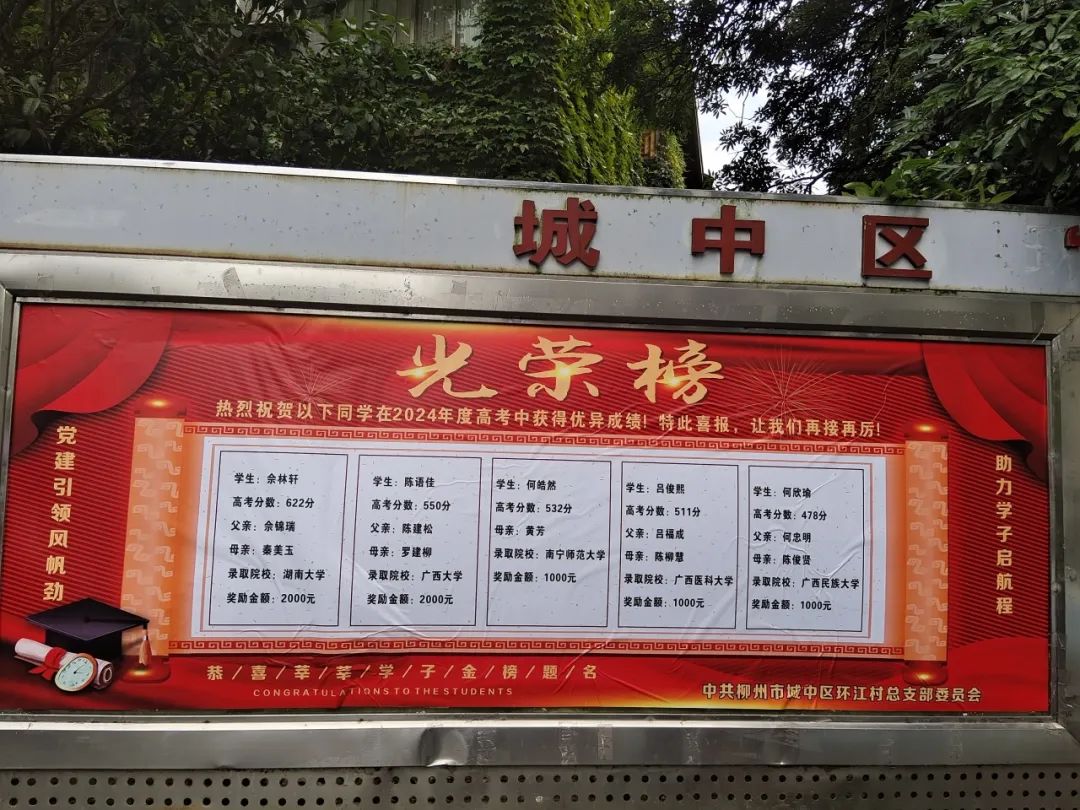 城中区
光荣榜
热烈祝贺以下同学在2024年度高考中获得优异成绩！特此喜报，让我们再接再厉！
党建引领风帆劲
学生：佘林轩
高考分数：622分
父亲：佘锦瑞
母亲：秦美玉
录取院校：湖南大学
奖励金额：2000元
学生：陈语佳
高考分数：550分
父亲：陈建松
母亲：罗建柳
录取院校：广西大学
奖励金额：2000元
学生：何皓然
高考分数：532分
母亲：黄芳
录取院校：南宁师范大学
奖励金额：1000元
学生：吕俊熙
高考分数：511分
父亲：吕福成
母亲：陈柳慧
录取院校：广西医科大学
奖励金额：1000元
学生：何欣瑜
高考分数：478分
父亲：何忠明
母亲：陈俊贤
录取院校：广西民族大学
奖励金额：1000元
助力学子启航程
恭/喜/莘/莘/学/子/金/榜/题/名
CONGRATULATIONS TO THE STUDENTS
中共柳州市城中区环江村总支部委员会